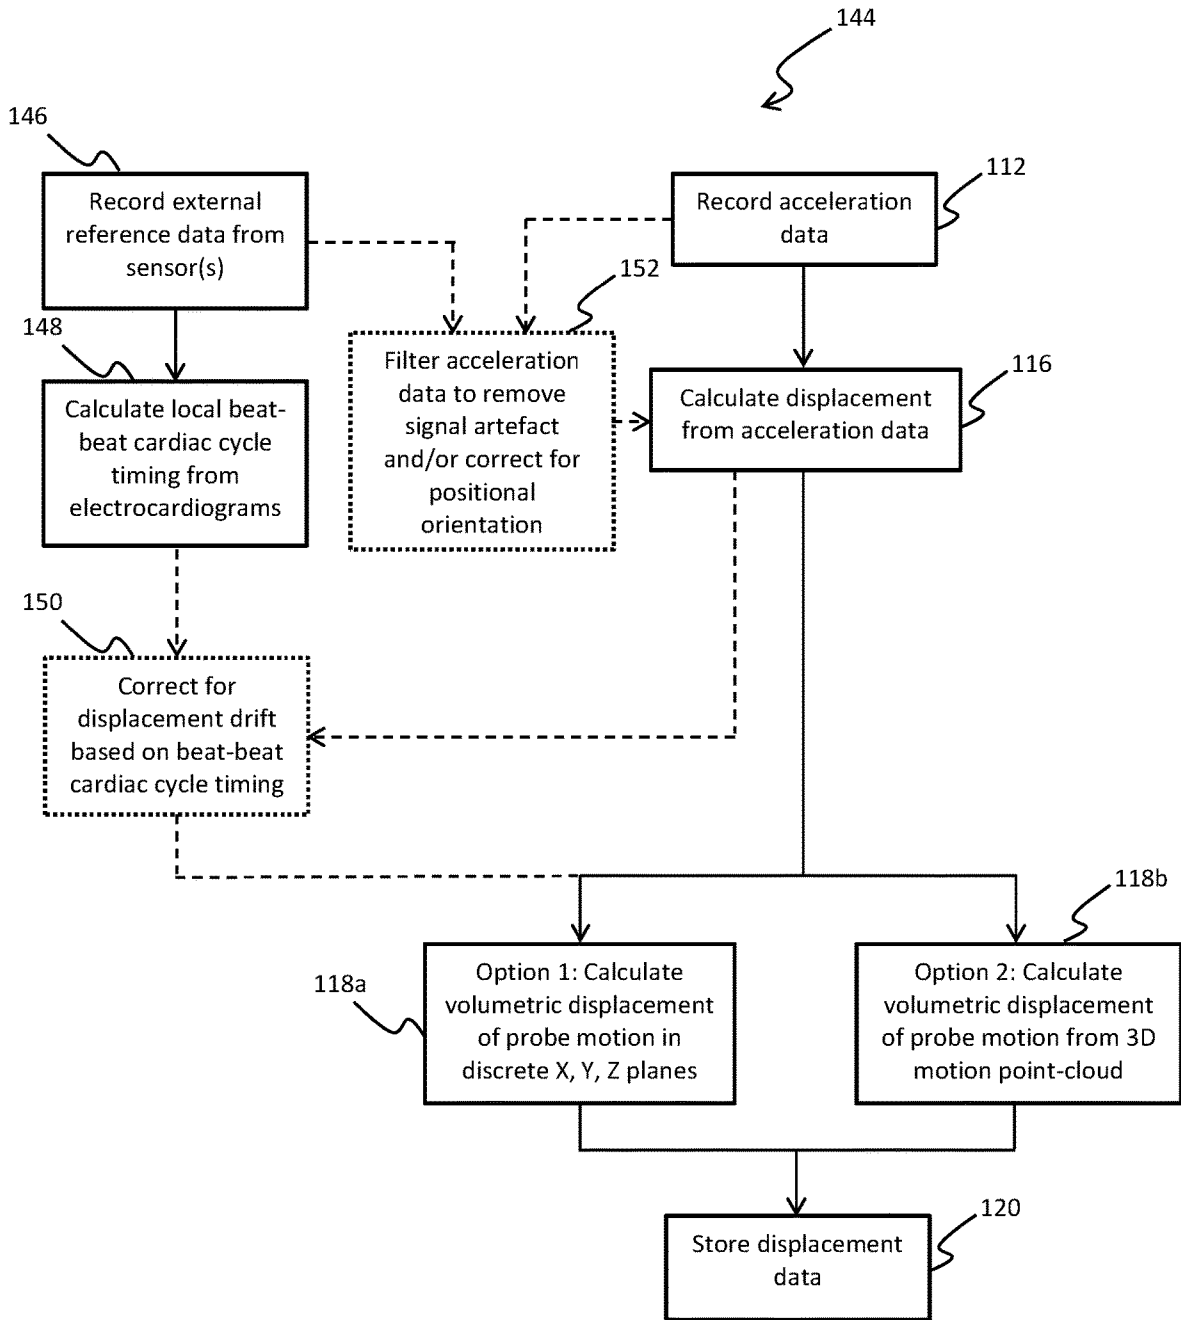 144
146
Record external
reference data from
sensor(s)
112
Record acceleration
data
152
148
Filter acceleration
data to remove
signal artefact
and/or correct for
positional
orientation
116
Calculate displacement
from acceleration data
Calculate local beat-
beat cardiac cycle
timing from
electrocardiograms
150
Correct for
displacement drift
based on beat-beat
cardiac cycle timing
118b
118a
Option 1: Calculate
volumetric displacement
of probe motion in
discrete X, Y, Z planes
Option 2: Calculate
volumetric displacement
of probe motion from 3D
motion point-cloud
120
Store displacement
data